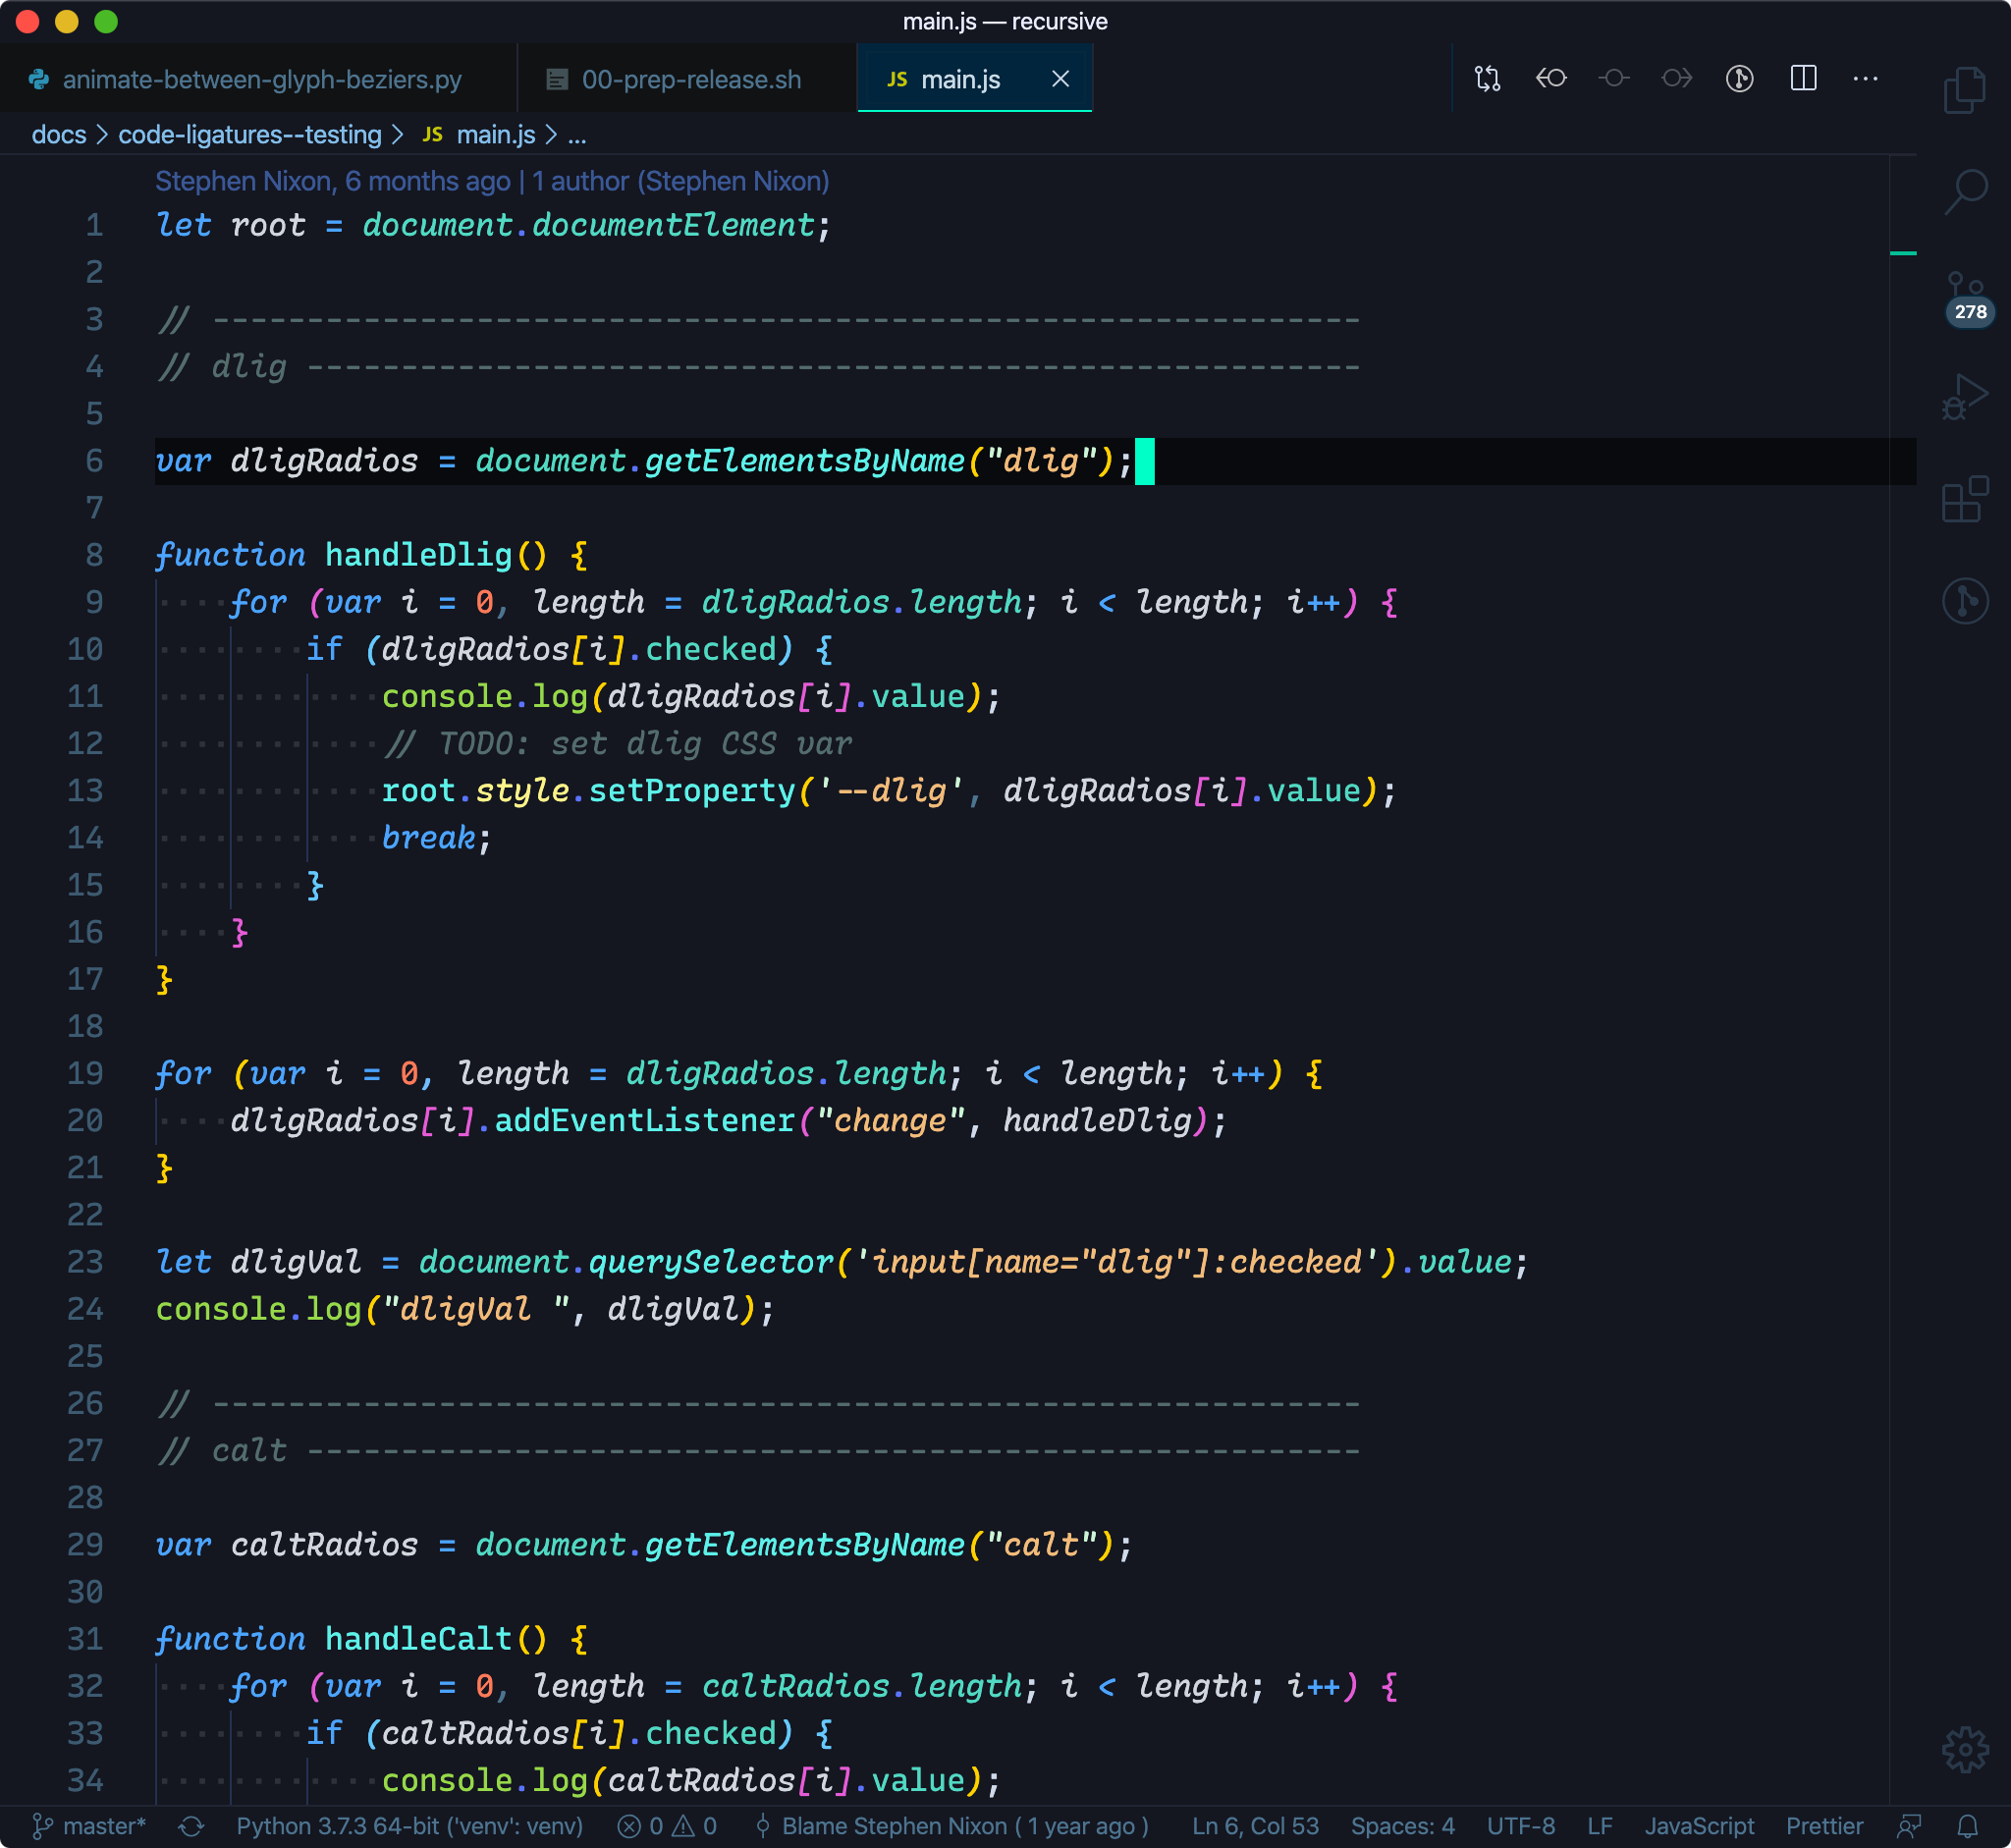 main.js — recursive
animate-between-glyph-beziers.py
00-prep-release.sh
JS main.js
docs > code-ligatures--testing > JS main.js > ...
Stephen Nixon, 6 months ago | 1 author (Stephen Nixon)
1 let root = document.documentElement;
2
3 // -------------------------------------------------------------
4 // dlig --------------------------------------------------------
5
6 var dligRadios = document.getElementsByName("dlig");
7
8 function handleDlig() {
9 ····for (var i = 0, length = dligRadios.length; i < length; i++) {
10 ········if (dligRadios[i].checked) {
11 ············console.log(dligRadios[i].value);
12 ············// TODO: set dlig CSS var
13 ············root.style.setProperty('--dlig', dligRadios[i].value);
14 ············break;
15 ········}
16 ····}
17 }
18
19 for (var i = 0, length = dligRadios.length; i < length; i++) {
20 ····dligRadios[i].addEventListener("change", handleDlig);
21 }
22
23 let dligVal = document.querySelector('input[name="dlig"]:checked').value;
24 console.log("dligVal ", dligVal);
25
26 // -------------------------------------------------------------
27 // calt --------------------------------------------------------
28
29 var caltRadios = document.getElementsByName("calt");
30
31 function handleCalt() {
32 ····for (var i = 0, length = caltRadios.length; i < length; i++) {
33 ········if (caltRadios[i].checked) {
34 ············console.log(caltRadios[i].value);
278
master* Python 3.7.3 64-bit ('venv': venv) 0 0 Blame Stephen Nixon ( 1 year ago ) Ln 6, Col 53 Spaces: 4 UTF-8 LF JavaScript Prettier